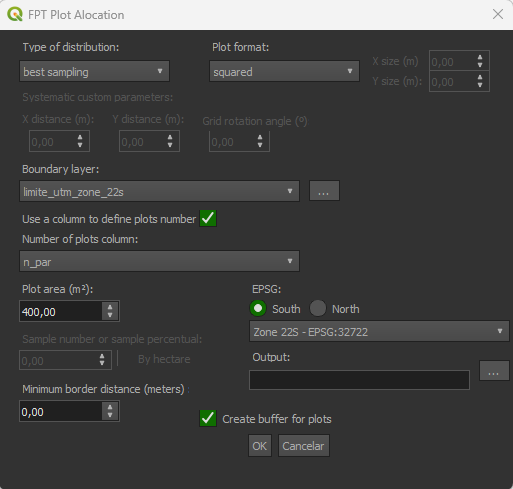 FPT Plot Alocation
Type of distribution: Plot format:
best sampling squared
X size (m) 0,00
Y size (m): 0,00
Systematic custom parameters:
X distance (m): Y distance (m): Grid rotation angle (º)
0,00 0,00 0,00
Boundary layer:
limite_utm_zone_22s ...
Use a column to define plots number
Number of plots column:
n_par
Plot area (m²): EPSG:
400,00 South North
Zone 22S - EPSG:32722
Sample number or sample percentual:
0,00 By hectare
Output:
...
Minimum border distance (meters) :
0,00 Create buffer for plots
OK Cancelar